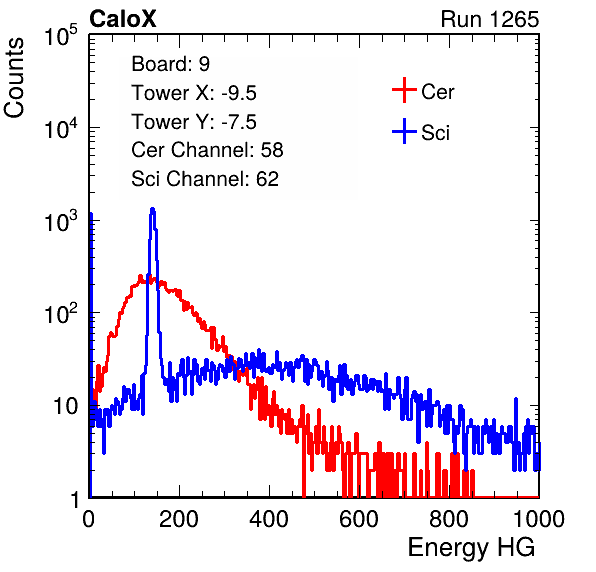 CaloX Run 1265
Counts
10^5
10^4
10^3
10^2
10
1
Board: 9
Tower X: -9.5
Tower Y: -7.5
Cer Channel: 58
Sci Channel: 62
Cer
Sci
0 200 400 600 800 1000
Energy HG